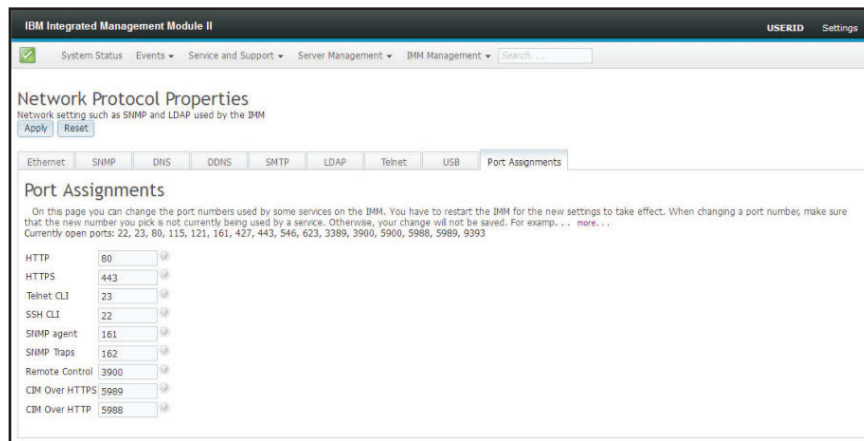 IBM Integrated Management Module II
USERID Settings
System Status Events Service and Support Server Management IMM Management Search...
Network Protocol Properties
Network setting such as SNMP and LDAP used by the IMM
Apply Reset
Ethernet SNMP DNS DDNS SMTP LDAP Telnet USB Port Assignments
Port Assignments
On this page you can change the port numbers used by some services on the IMM. You have to restart the IMM for the new settings to take effect. When changing a port number, make sure
that the new number you pick is not currently being used by a service. Otherwise, your change will not be saved. For examp... more...
Currently open ports: 22, 23, 80, 115, 121, 161, 427, 443, 546, 623, 3389, 3900, 5900, 5988, 5989, 9393
HTTP 80
HTTPS 443
Telnet CLI 23
SSH CLI 22
SNMP agent 161
SNMP Traps 162
Remote Control 3900
CIM Over HTTPS 5989
CIM Over HTTP 5988